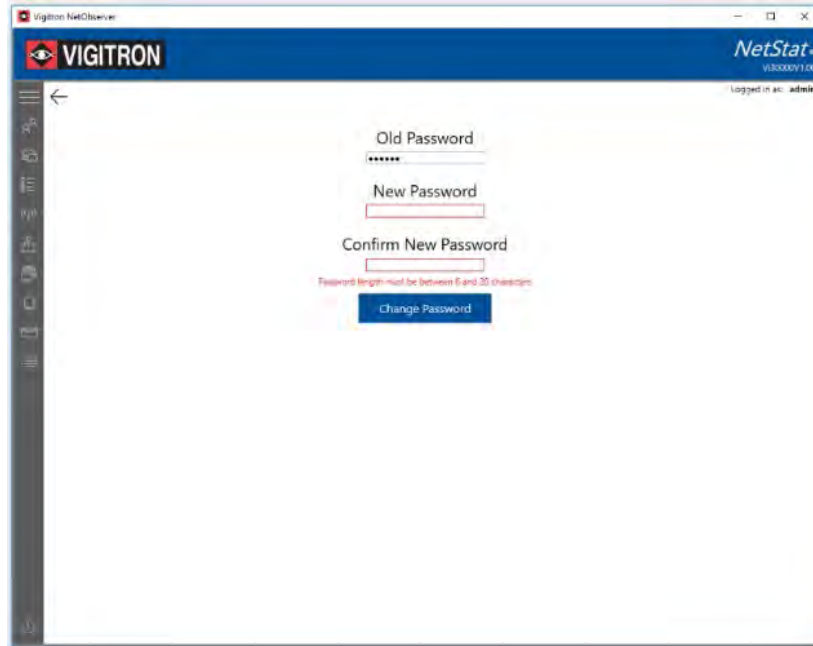 Vigitron NetObserver
VIGITRON
NetStat
Logged in as: admin
Old Password
••••••
New Password
Confirm New Password
Password length must be between 6 and 20 characters
Change Password